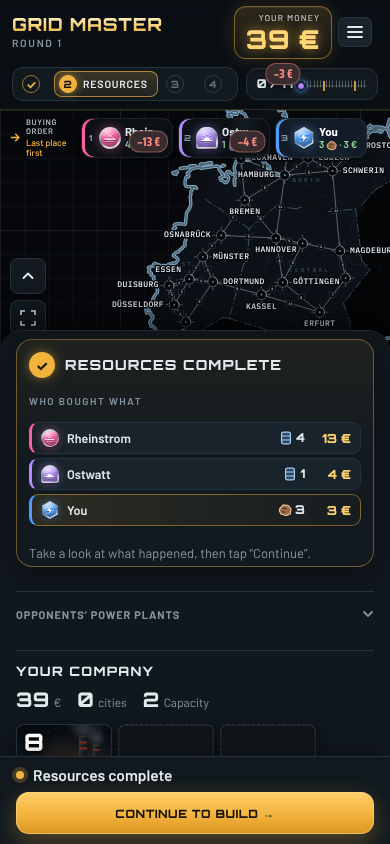 GRID MASTER
ROUND 1
YOUR MONEY
39 €
2 RESOURCES
3
4
-3 €
BUYING
ORDER
Last place
first
1
-13 €
2
-4 €
3
You
3 · 3 €
HAMBURG
SCHWERIN
NORTH
BREMEN
OSNABRÜCK
HANNOVER
MÜNSTER
ESSEN
DUISBURG
DORTMUND
GÖTTINGEN
DÜSSELDORF
KASSEL
ERFURT
RESOURCES COMPLETE
WHO BOUGHT WHAT
Rheinstrom 4 13 €
Ostwatt 1 4 €
You 3 3 €
Take a look at what happened, then tap “Continue”.
OPPONENTS’ POWER PLANTS
YOUR COMPANY
39 € 0 cities 2 Capacity
8
Resources complete
CONTINUE TO BUILD →